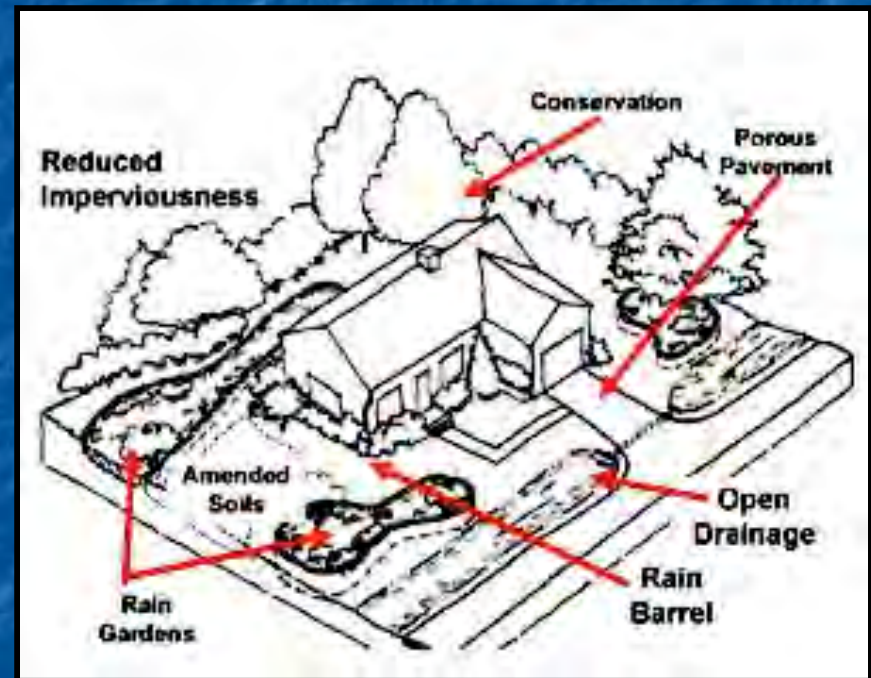 Conservation
Porous
Pavement
Reduced
Imperviousness
Amended
Soils
Open
Drainage
Rain
Barrel
Rain
Gardens